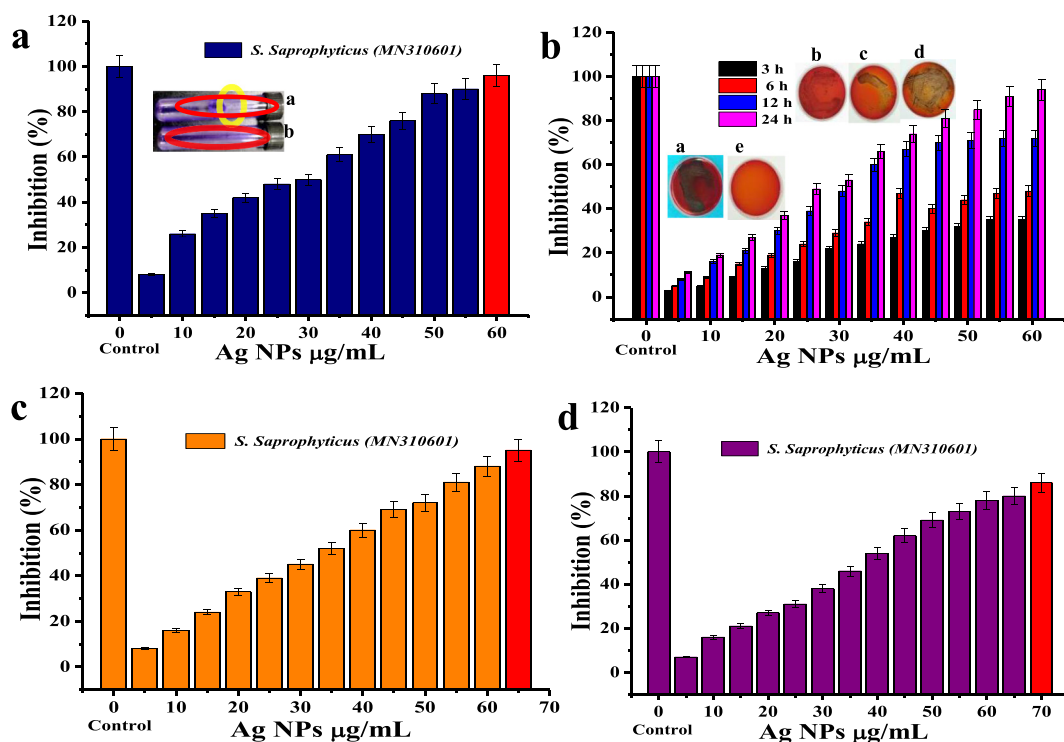 a
120
100
80
60
40
20
0
Inhibition (%)
S. Saprophyticus (MN310601)
a
b
0 10 20 30 40 50 60
Control
Ag NPs µg/mL
b
120
100
80
60
40
20
0
Inhibition (%)
3 h
6 h
12 h
24 h
b c d
a e
0 10 20 30 40 50 60
Control
Ag NPs µg/mL
c
120
100
80
60
40
20
0
Inhibition (%)
S. Saprophyticus (MN310601)
0 10 20 30 40 50 60 70
Control
Ag NPs µg/mL
d
120
100
80
60
40
20
0
Inhibition (%)
S. Saprophyticus (MN310601)
0 10 20 30 40 50 60 70
Control
Ag NPs µg/mL